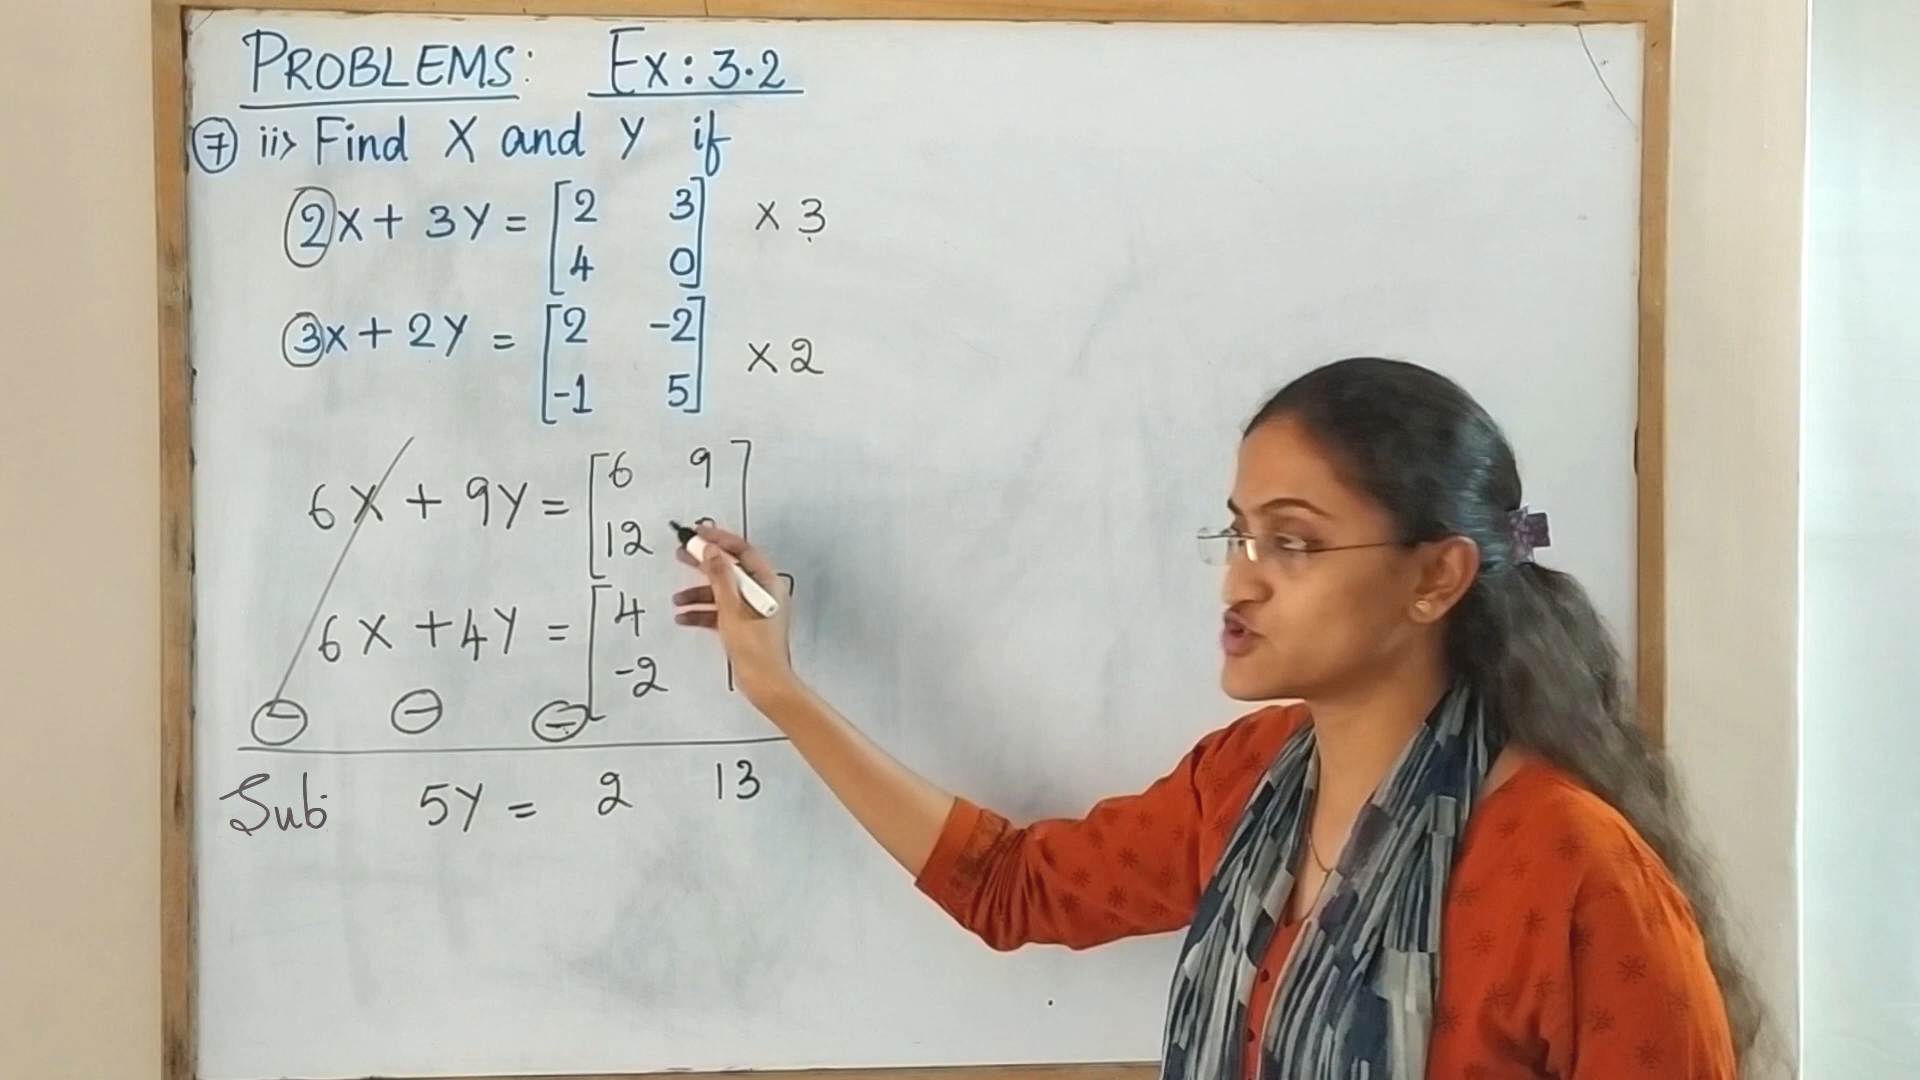 PROBLEMS: Ex: 3.2
7 ii> Find X and Y if
2X + 3Y = [2 3] × 3
[4 0]
3X + 2Y = [2 -2] × 2
[-1 5]
6X + 9Y = [6 9]
[12
6X + 4Y = [4
[-2
- - -
Sub 5Y = 2 13